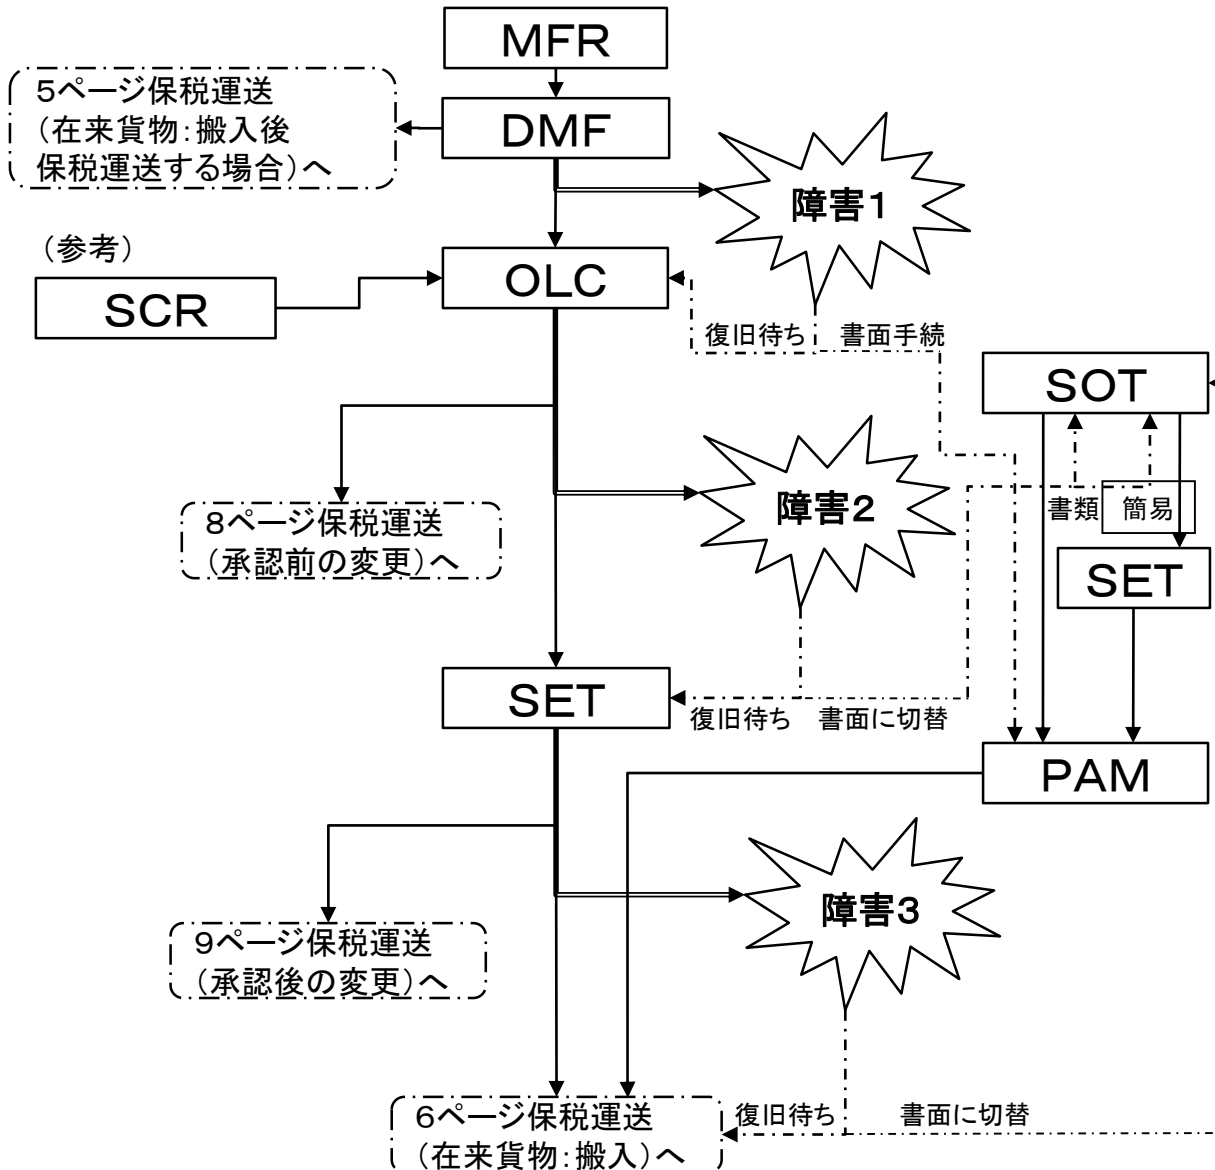 ＭＦＲ
５ページ保税運送
（在来貨物：搬入後
保税運送する場合）へ
ＤＭＦ
障害１
（参考）
ＳＣＲ
ＯＬＣ
復旧待ち
書面手続
ＳＯＴ
８ページ保税運送
（承認前の変更）へ
障害２
書類
簡易
ＳＥＴ
ＳＥＴ
復旧待ち
書面に切替
ＰＡＭ
９ページ保税運送
（承認後の変更）へ
障害３
６ページ保税運送
（在来貨物：搬入）へ
復旧待ち
書面に切替